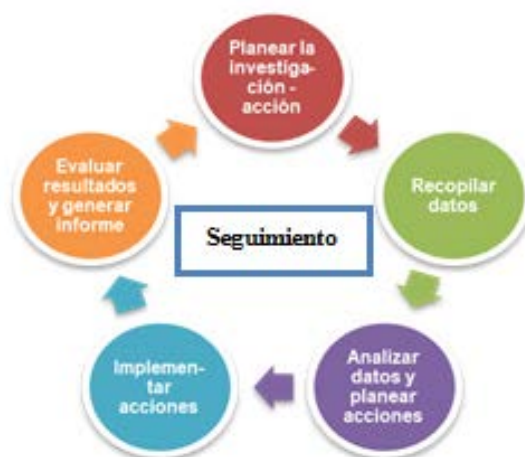 Planear la
investiga-
ción -
acción
Recopilar
datos
Analizar
datos y
planear
acciones
Implemen-
tar
acciones
Evaluar
resultados
y generar
informe
Seguimiento